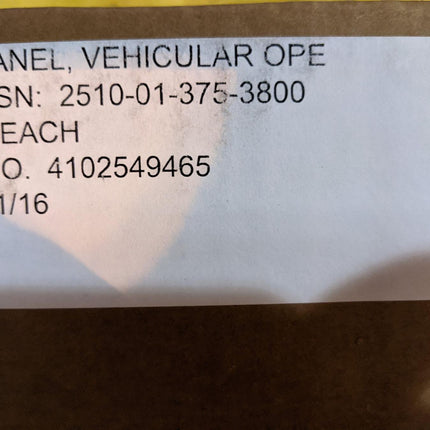 ANEL, VEHICULAR OPE
SN: 2510-01-375-3800
EACH
O. 4102549465
1/16